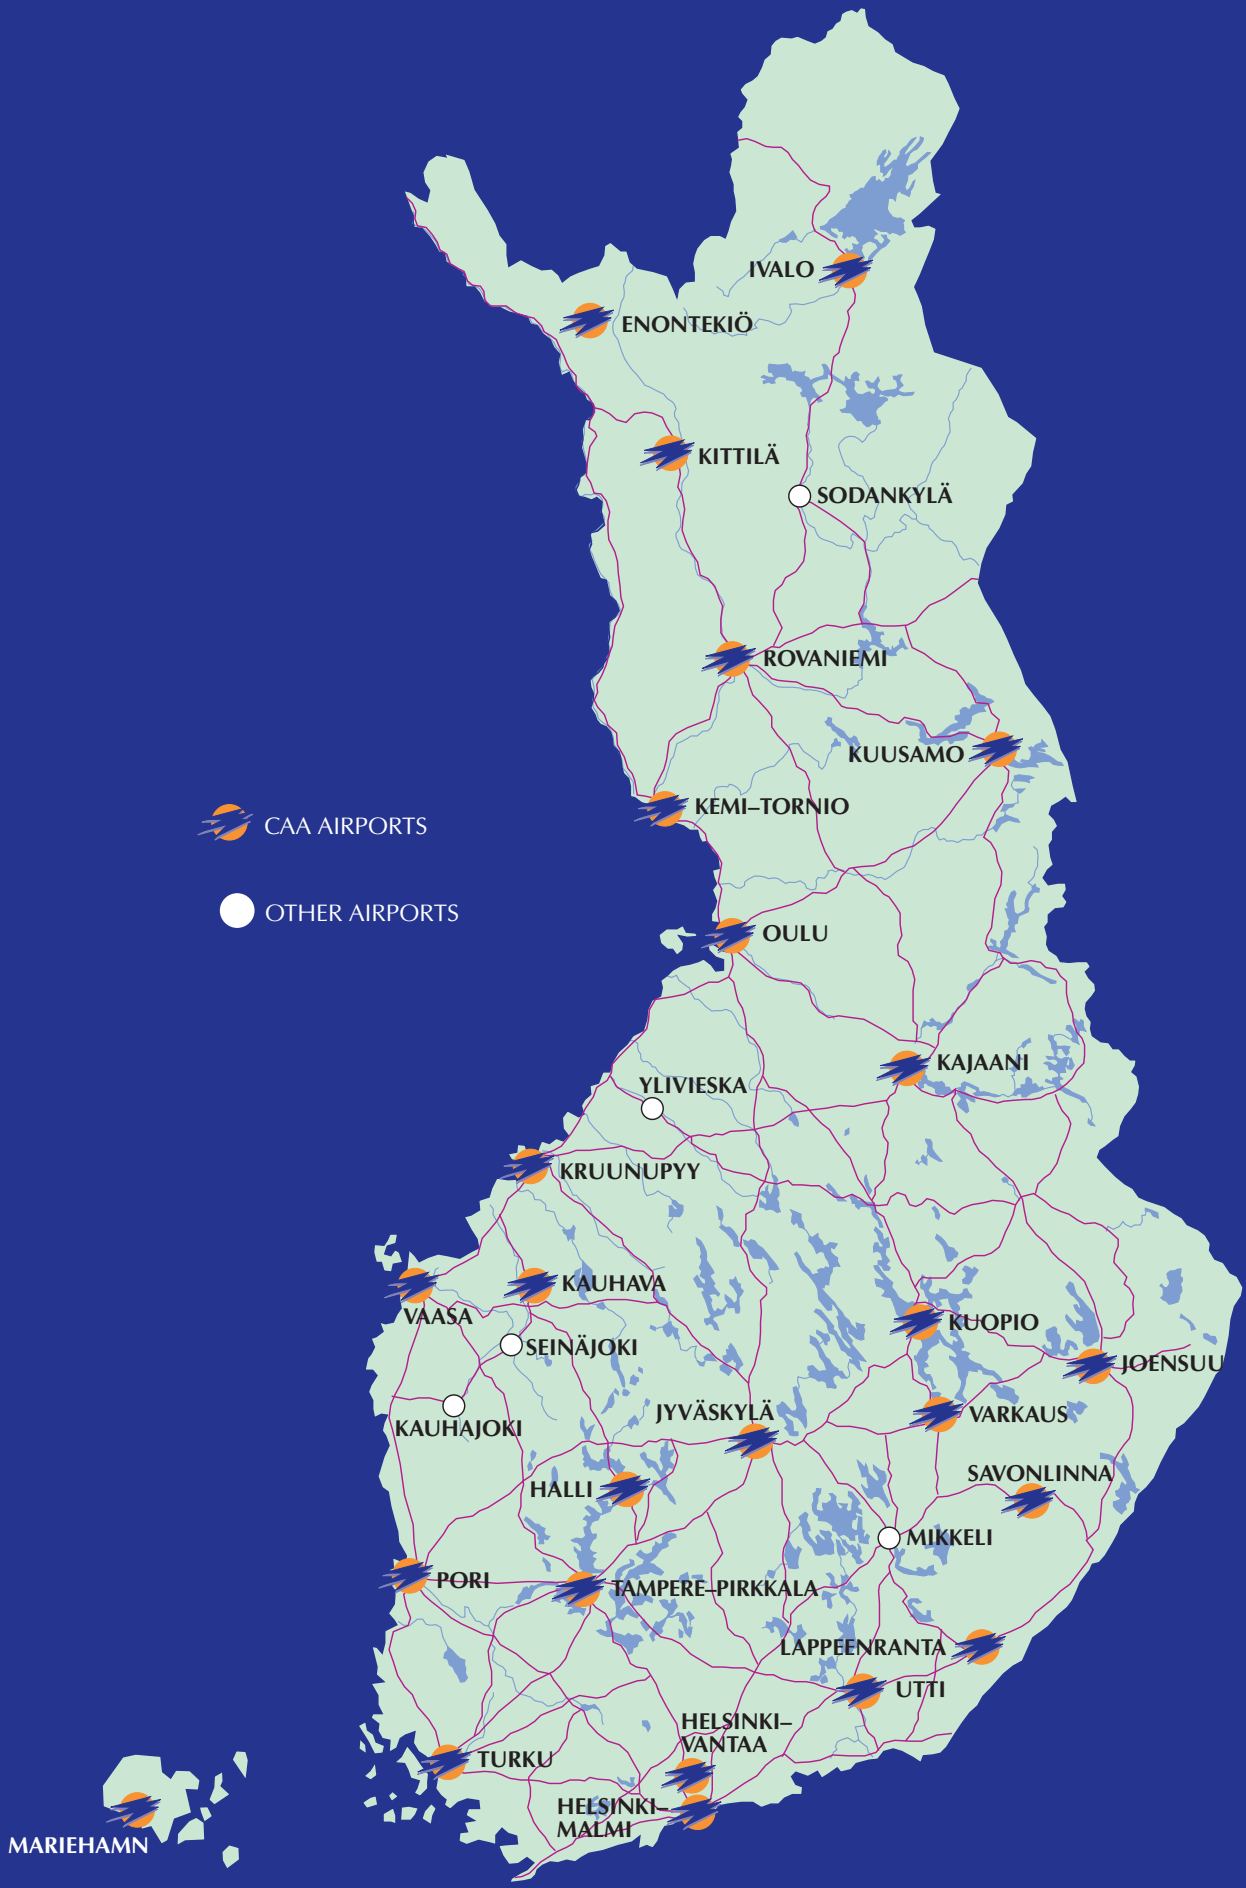 IVALO
ENONTEKIÖ
KITTILÄ
SODANKYLÄ
ROVANIEMI
KUUSAMO
KEMI–TORNIO
CAA AIRPORTS
OTHER AIRPORTS
OULU
KAJAANI
YLIVIESKA
KRUUNUPYY
KAUHAVA
VAASA
KUOPIO
SEINÄJOKI
JOENSUU
JYVÄSKYLÄ
VARKAUS
KAUHAJOKI
SAVONLINNA
HALLI
MIKKELI
PORI
TAMPERE–PIRKKALA
LAPPEENRANTA
UTTI
HELSINKI–
VANTAA
TURKU
HELSINKI–
MALMI
MARIEHAMN